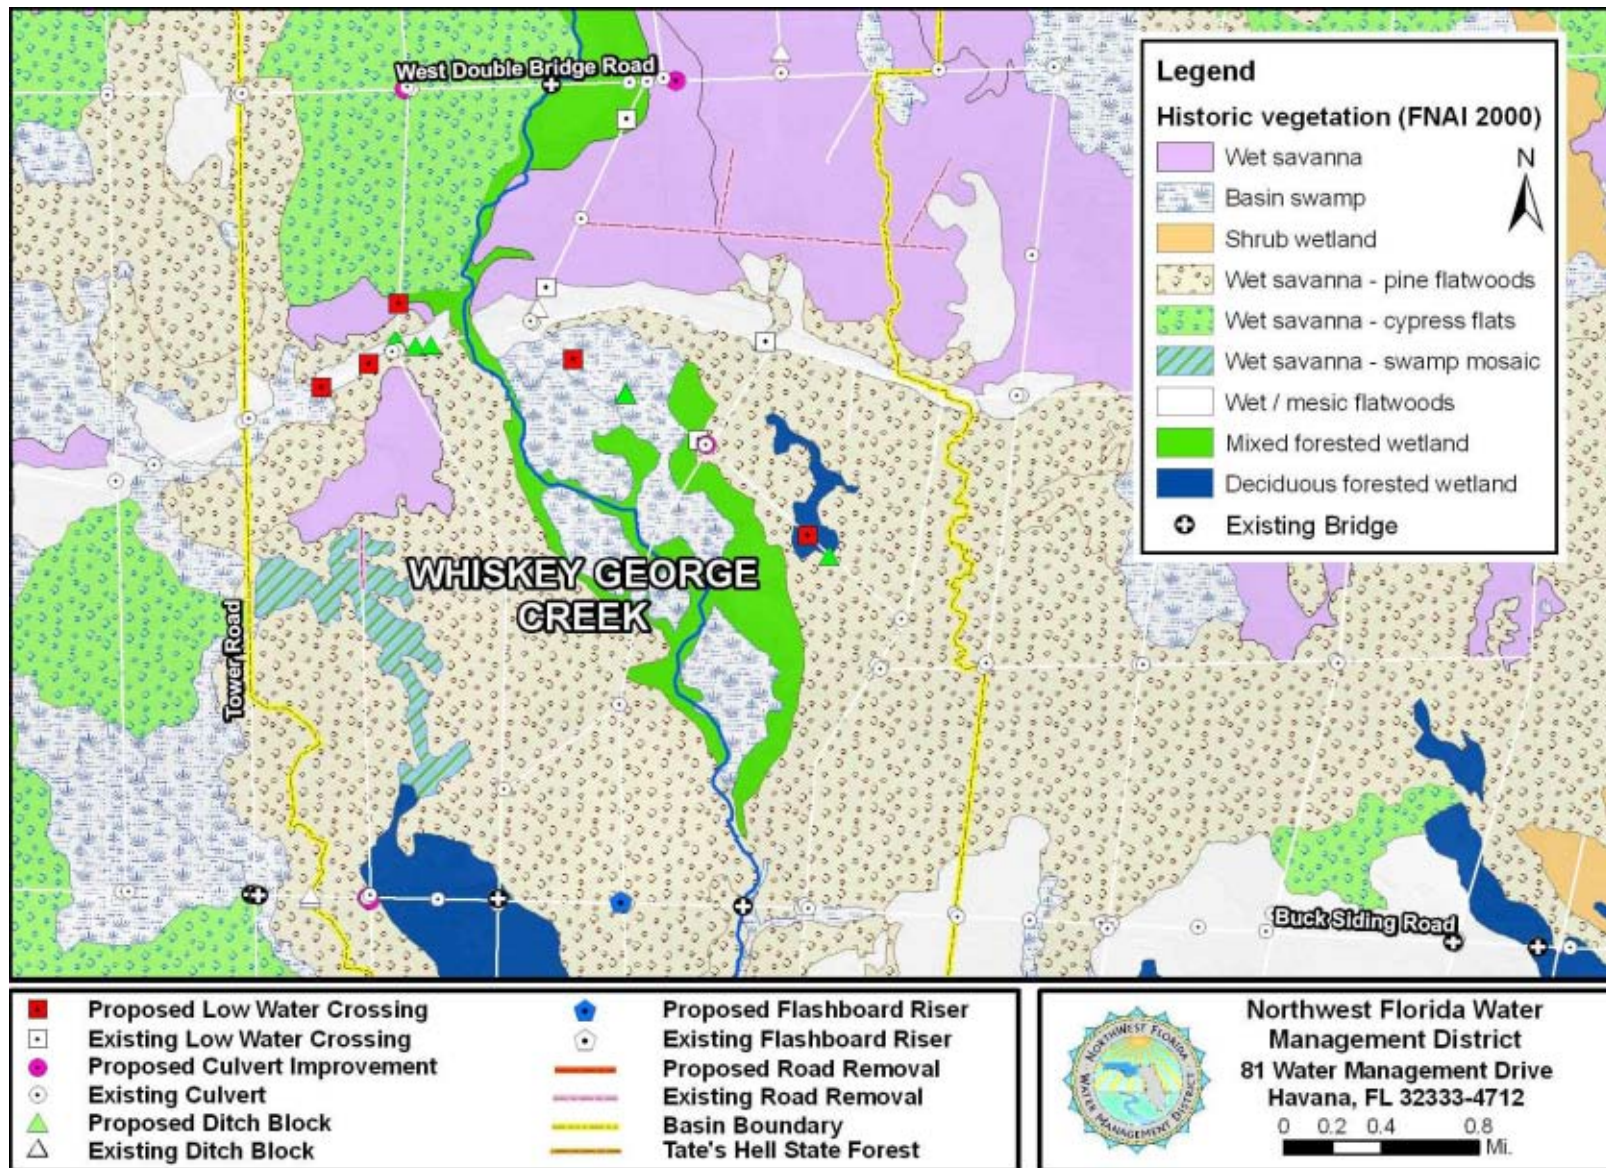 West Double Bridge Road
Legend
Historic vegetation (FNAI 2000)
N
Wet savanna
Basin swamp
Shrub wetland
Wet savanna - pine flatwoods
Wet savanna - cypress flats
Wet savanna - swamp mosaic
Wet / mesic flatwoods
Mixed forested wetland
Deciduous forested wetland
Existing Bridge
WHISKEY GEORGE
CREEK
Tower Road
Buck Siding Road
Proposed Low Water Crossing
Existing Low Water Crossing
Proposed Culvert Improvement
Existing Culvert
Proposed Ditch Block
Existing Ditch Block
Proposed Flashboard Riser
Existing Flashboard Riser
Proposed Road Removal
Existing Road Removal
Basin Boundary
Tate's Hell State Forest
NORTHWEST FLORIDA
WATER MANAGEMENT DISTRICT
Northwest Florida Water
Management District
81 Water Management Drive
Havana, FL 32333-4712
0 0.2 0.4 0.8
Mi.